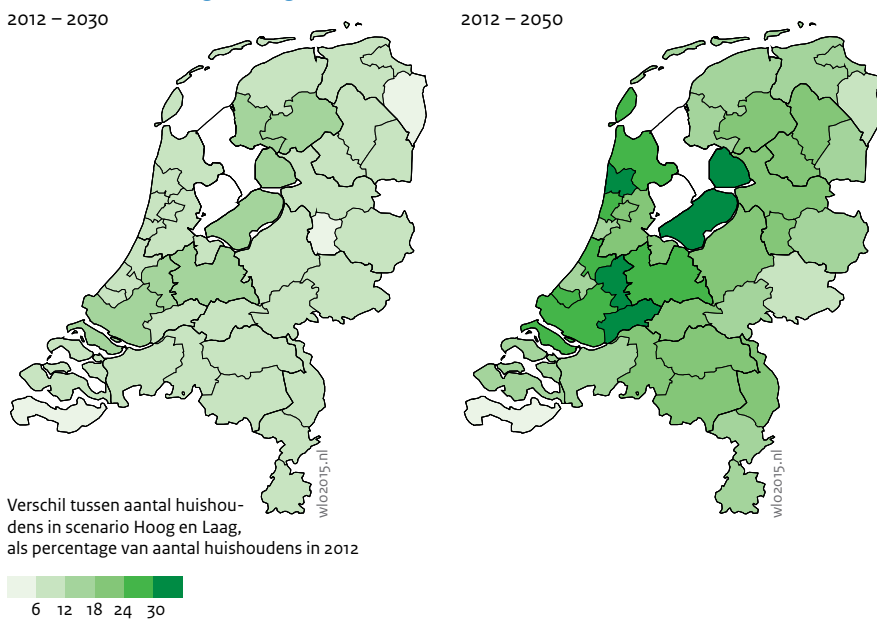 2012 – 2030
2012 – 2050
wlo2015.nl
wlo2015.nl
Verschil tussen aantal huishou-
dens in scenario Hoog en Laag,
als percentage van aantal huishoudens in 2012
6 12 18 24 30